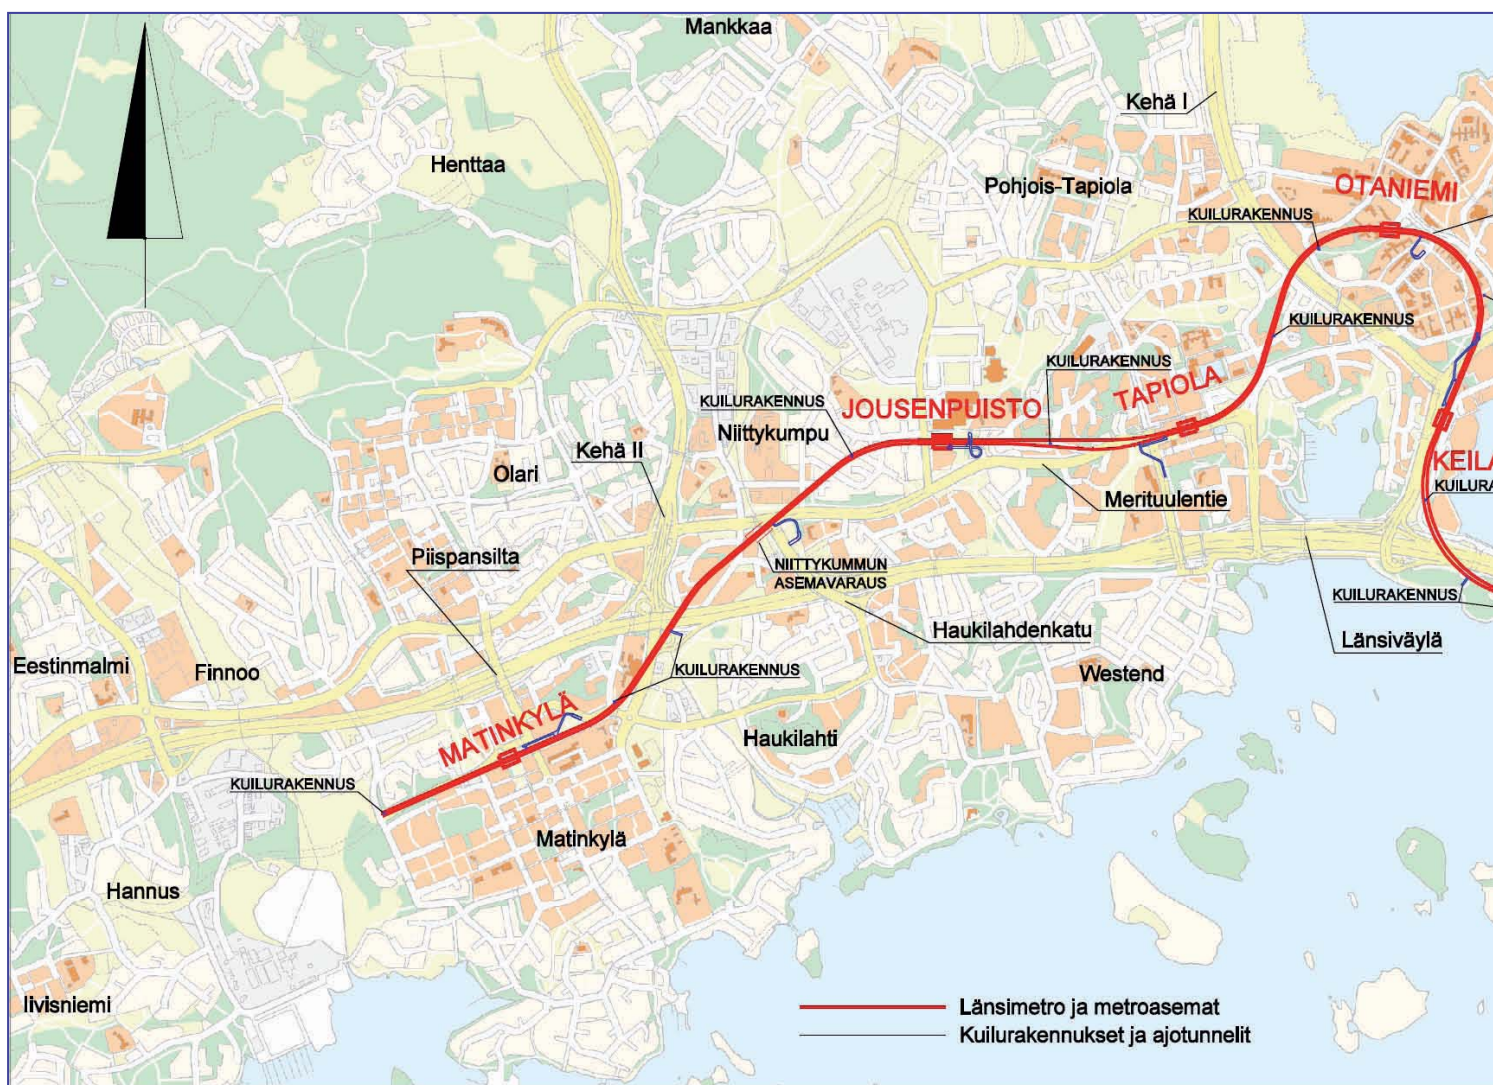 Mankkaa
Kehä I
Henttaa
Pohjois-Tapiola
OTANIEMI
KUILURAKENNUS
KUILURAKENNUS
KUILURAKENNUS
TAPIOLA
KUILURAKENNUS
JOUSENPUISTO
Niittykumpu
Kehä II
KEILA
Olari
KUILURA
Merituulentie
Piispansilta
NIITTYKUMMUN
ASEMAVARAUS
KUILURAKENNUS
Haukilahdenkatu
Länsiväylä
Eestinmalmi
Finnoo
KUILURAKENNUS
Westend
MATINKYLÄ
Haukilahti
KUILURAKENNUS
Matinkylä
Hannus
Iivisniemi
Länsimetro ja metroasemat
Kuilurakennukset ja ajotunnelit